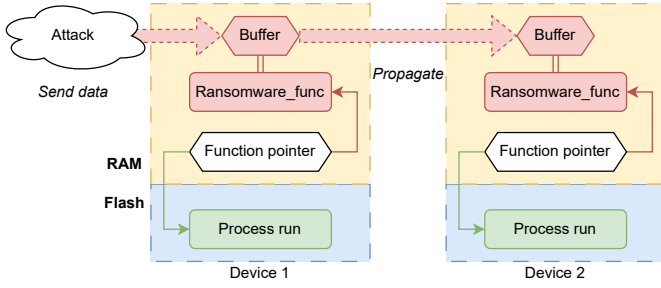 Attack
Buffer
Buffer
Send data
Propagate
Ransomware_func
Ransomware_func
Function pointer
Function pointer
RAM
Flash
Process run
Process run
Device 1
Device 2